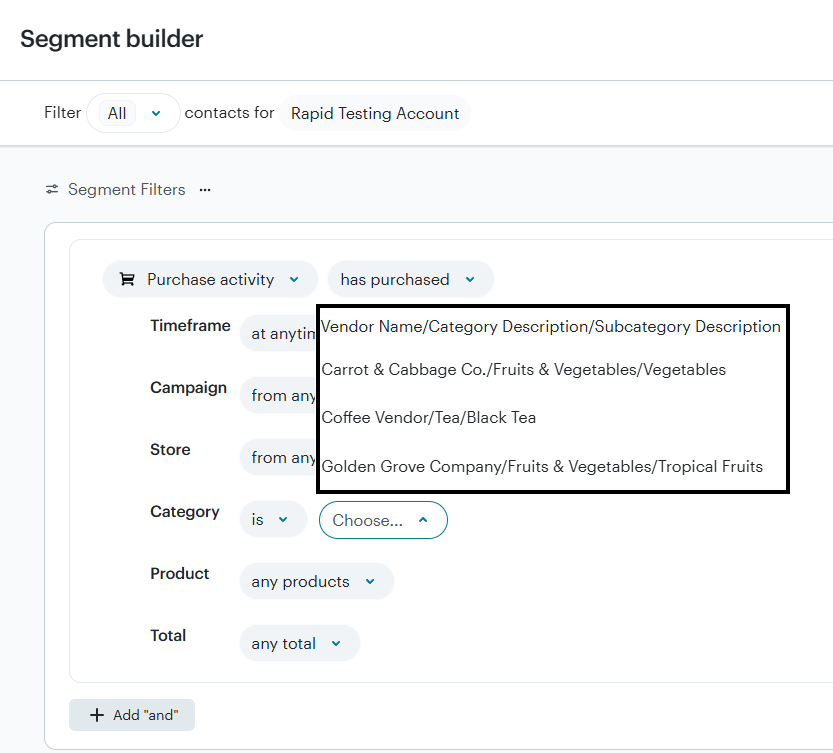 Segment builder
Filter All contacts for Rapid Testing Account
Segment Filters ...
Purchase activity has purchased
Timeframe at anytim
Vendor Name/Category Description/Subcategory Description
Carrot & Cabbage Co./Fruits & Vegetables/Vegetables
Campaign from any
Coffee Vendor/Tea/Black Tea
Store from any
Golden Grove Company/Fruits & Vegetables/Tropical Fruits
Category is Choose...
Product any products
Total any total
+ Add "and"